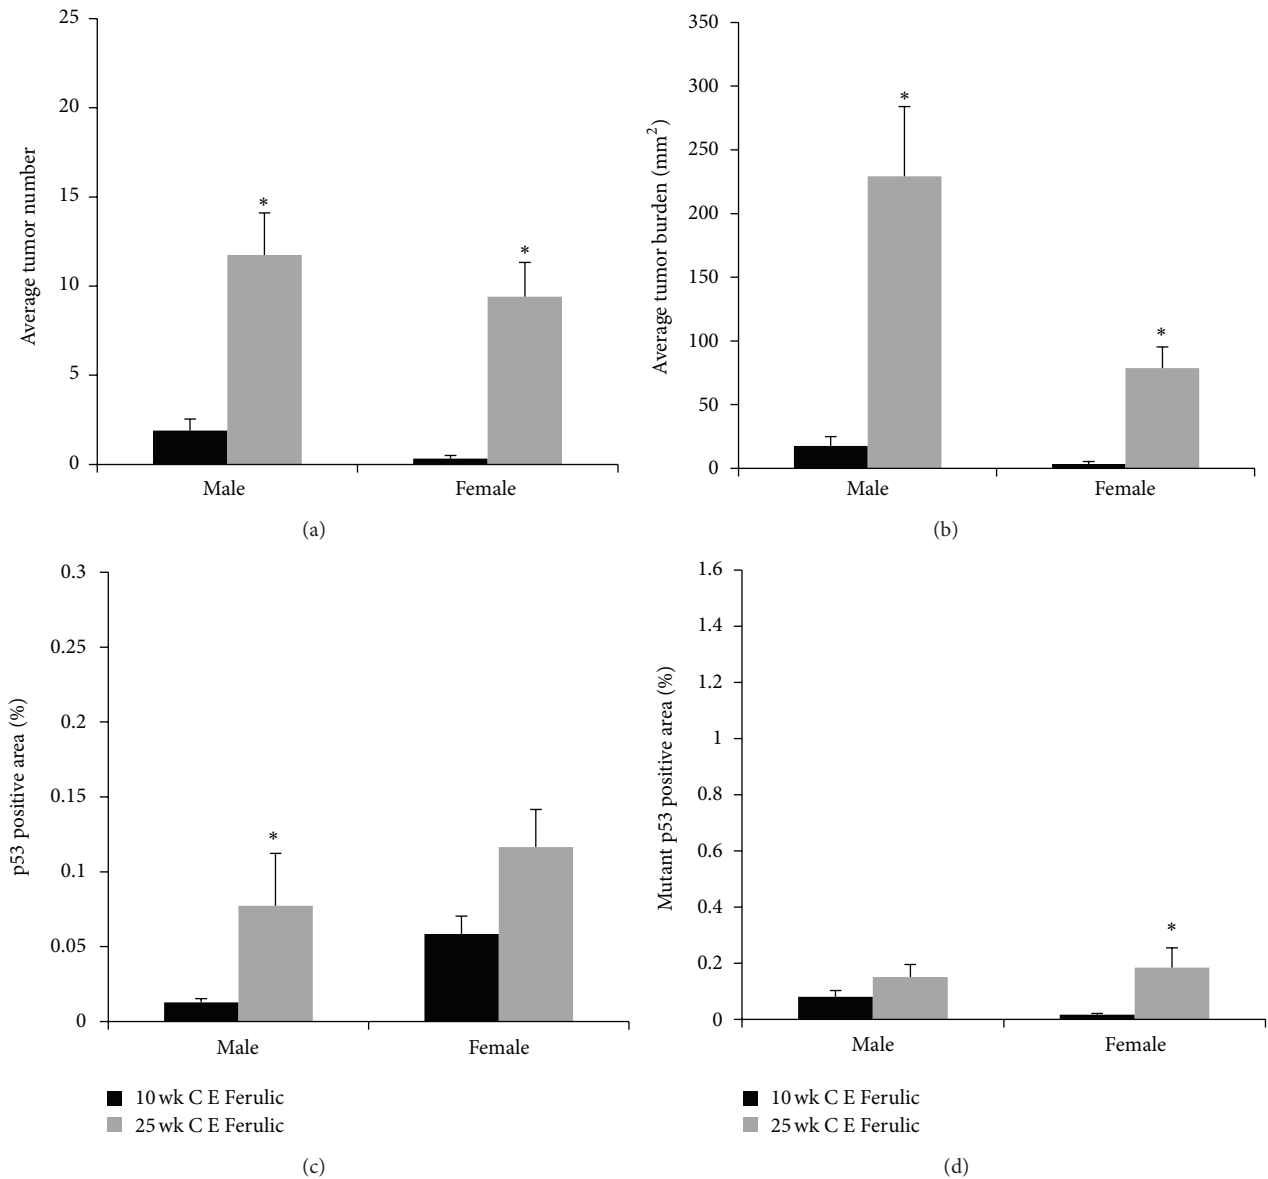 25
20
15
10
5
0
Average tumor number
*
*
Male
Female
(a)
350
300
250
200
150
100
50
0
Average tumor burden (mm²)
*
*
Male
Female
(b)
0.3
0.25
0.2
0.15
0.1
0.05
0
p53 positive area (%)
*
Male
Female
10 wk C E Ferulic
25 wk C E Ferulic
(c)
1.6
1.4
1.2
1
0.8
0.6
0.4
0.2
0
Mutant p53 positive area (%)
*
Male
Female
10 wk C E Ferulic
25 wk C E Ferulic
(d)